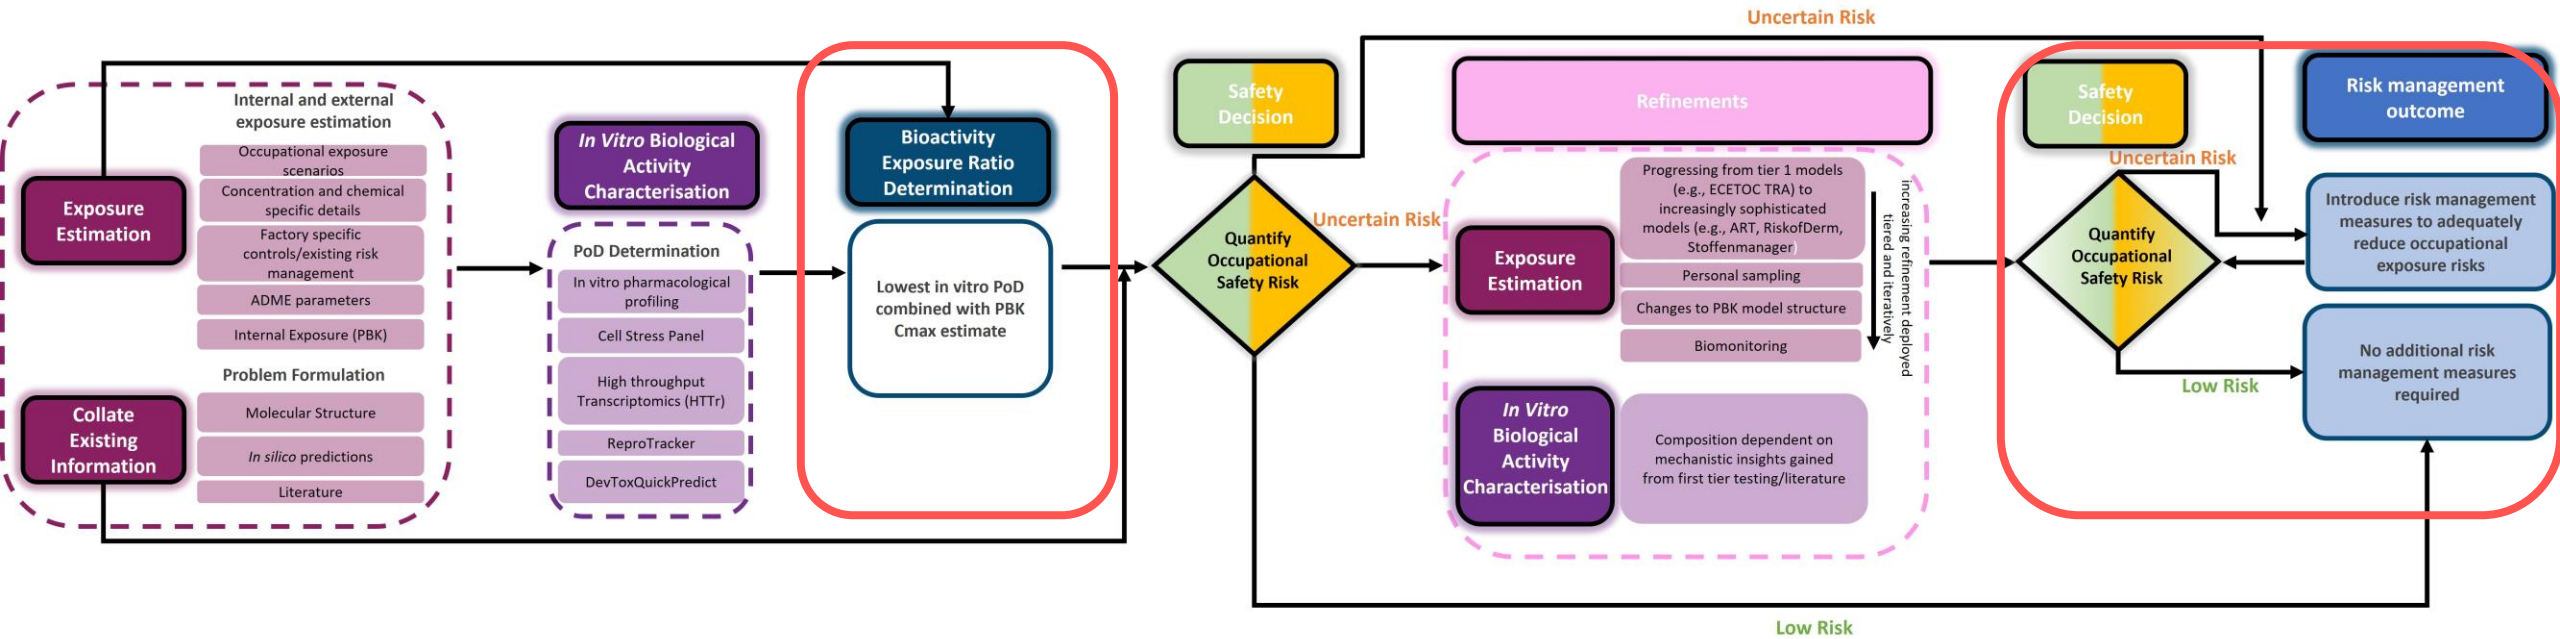 Uncertain Risk
Internal and external
exposure estimation
Occupational exposure
scenarios
Concentration and chemical
specific details
Factory specific
controls/existing risk
management
ADME parameters
Internal Exposure (PBK)
Exposure
Estimation
Problem Formulation
Molecular Structure
In silico predictions
Literature
Collate
Existing
Information
In Vitro Biological
Activity
Characterisation
PoD Determination
In vitro pharmacological
profiling
Cell Stress Panel
High throughput
Transcriptomics (HTTr)
ReproTracker
DevToxQuickPredict
Bioactivity
Exposure Ratio
Determination
Lowest in vitro PoD
combined with PBK
Cmax estimate
Safety
Decision
Quantify
Occupational
Safety Risk
Uncertain Risk
Refinements
Exposure
Estimation
Progressing from tier 1 models
(e.g., ECETOC TRA) to
increasingly sophisticated
models (e.g., ART, RiskofDerm,
Stoffenmanager)
Personal sampling
Changes to PBK model structure
Biomonitoring
increasing refinement deployed
tiered and iteratively
In Vitro
Biological
Activity
Characterisation
Composition dependent on
mechanistic insights gained
from first tier testing/literature
Safety
Decision
Uncertain Risk
Quantify
Occupational
Safety Risk
Low Risk
Risk management
outcome
Introduce risk management
measures to adequately
reduce occupational
exposure risks
No additional risk
management measures
required
Low Risk